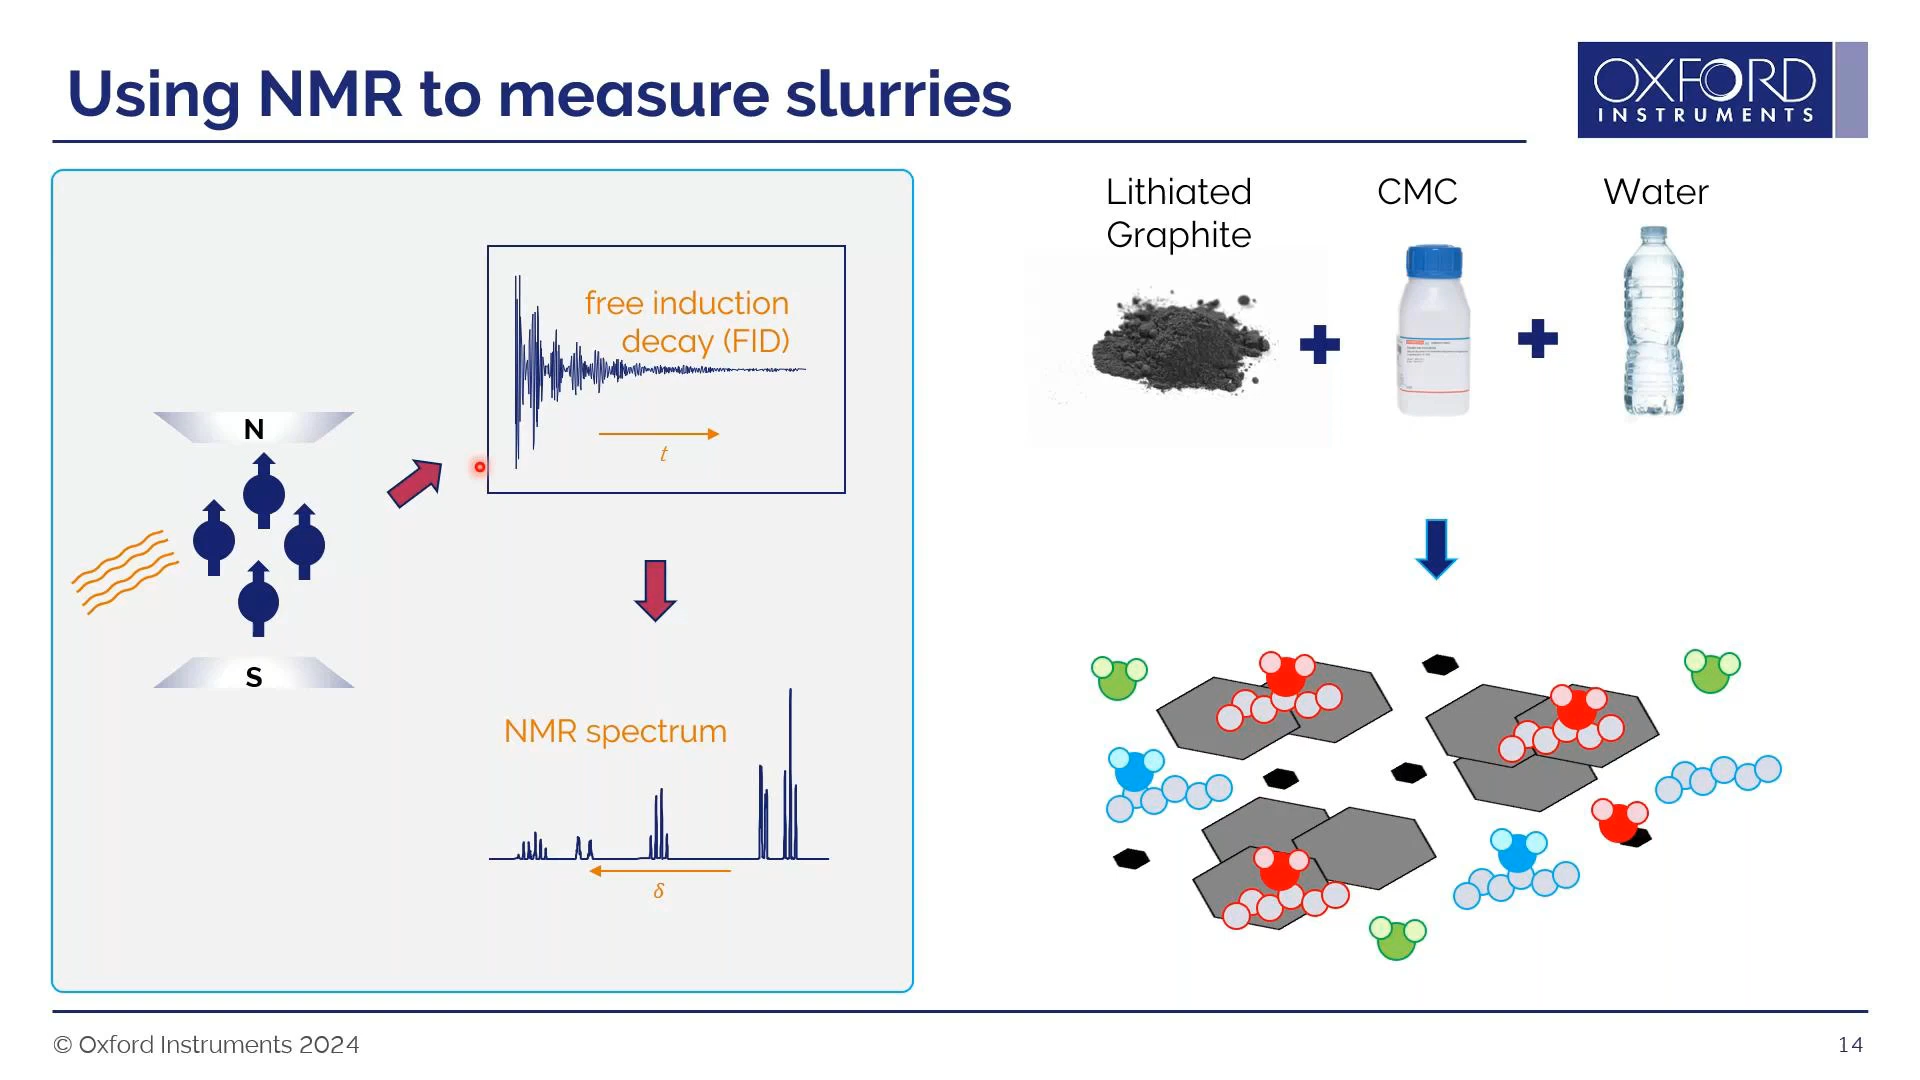 Using NMR to measure slurries
OXFORD
INSTRUMENTS
free induction
decay (FID)
t
N
S
NMR spectrum
δ
Lithiated
Graphite
CMC
Water
© Oxford Instruments 2024
14